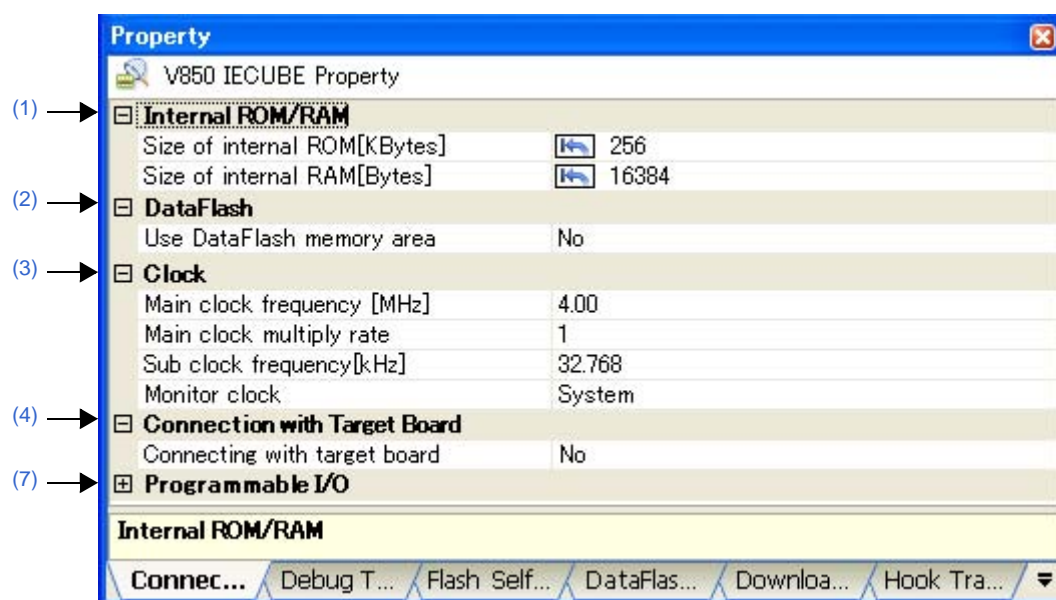 Property
V850 IECUBE Property
(1) Internal ROM/RAM
Size of internal ROM[KBytes] 256
Size of internal RAM[Bytes] 16384
(2) DataFlash
Use DataFlash memory area No
(3) Clock
Main clock frequency [MHz] 4.00
Main clock multiply rate 1
Sub clock frequency[kHz] 32.768
Monitor clock System
(4) Connection with Target Board
Connecting with target board No
(7) Programmable I/O
Internal ROM/RAM
Connec... Debug T... Flash Self... DataFlas... Downloa... Hook Tra...